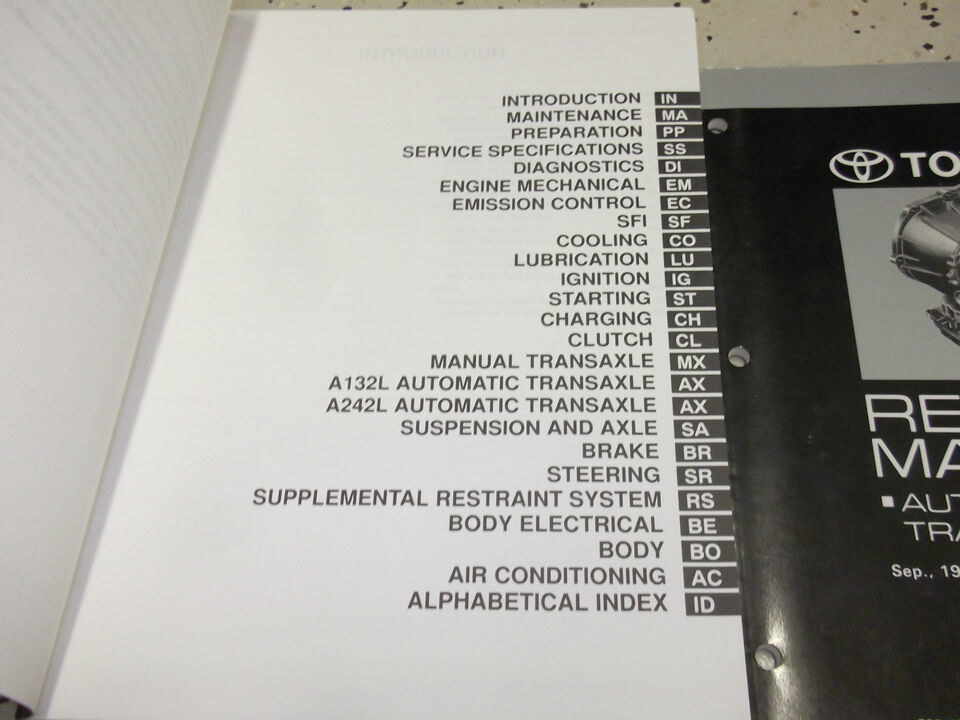 INTRODUCTION IN
MAINTENANCE MA
PREPARATION PP
SERVICE SPECIFICATIONS SS
DIAGNOSTICS DI
ENGINE MECHANICAL EM
EMISSION CONTROL EC
SFI SF
COOLING CO
LUBRICATION LU
IGNITION IG
STARTING ST
CHARGING CH
CLUTCH CL
MANUAL TRANSAXLE MX
A132L AUTOMATIC TRANSAXLE AX
A242L AUTOMATIC TRANSAXLE AX
SUSPENSION AND AXLE SA
BRAKE BR
STEERING SR
SUPPLEMENTAL RESTRAINT SYSTEM RS
BODY ELECTRICAL BE
BODY BO
AIR CONDITIONING AC
ALPHABETICAL INDEX ID
TO
RE
MA
AUT
TRA
Sep., 19